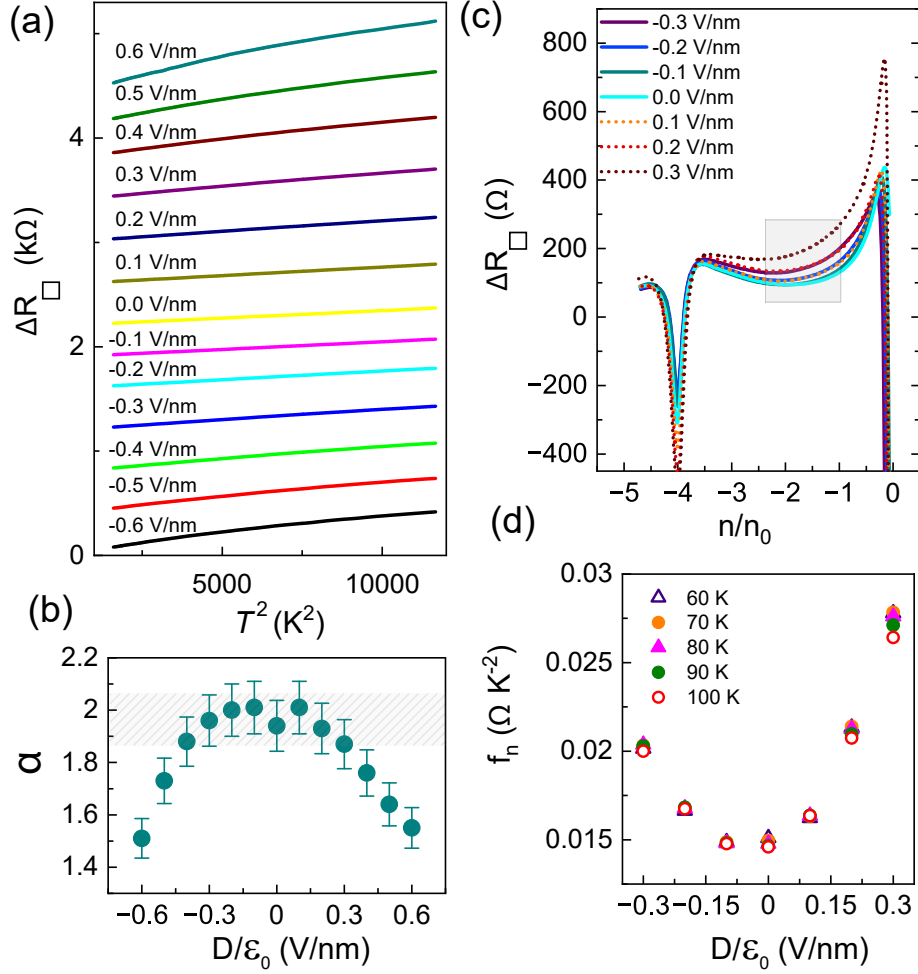 (a)
0.6 V/nm
0.5 V/nm
0.4 V/nm
0.3 V/nm
0.2 V/nm
0.1 V/nm
0.0 V/nm
-0.1 V/nm
-0.2 V/nm
-0.3 V/nm
-0.4 V/nm
-0.5 V/nm
-0.6 V/nm
4
2
0
ΔR□ (kΩ)
5000 10000
T² (K²)
(b)
2.2
2.0
1.8
1.6
1.4
α
−0.6 −0.3 0 0.3 0.6
D/ε₀ (V/nm)
(c)
-0.3 V/nm
-0.2 V/nm
-0.1 V/nm
0.0 V/nm
0.1 V/nm
0.2 V/nm
0.3 V/nm
800
600
400
200
0
−200
−400
ΔR□ (Ω)
−5 −4 −3 −2 −1 0
n/n₀
(d)
60 K
70 K
80 K
90 K
100 K
0.03
0.025
0.02
0.015
fₙ (Ω K⁻²)
−0.3 −0.15 0 0.15 0.3
D/ε₀ (V/nm)